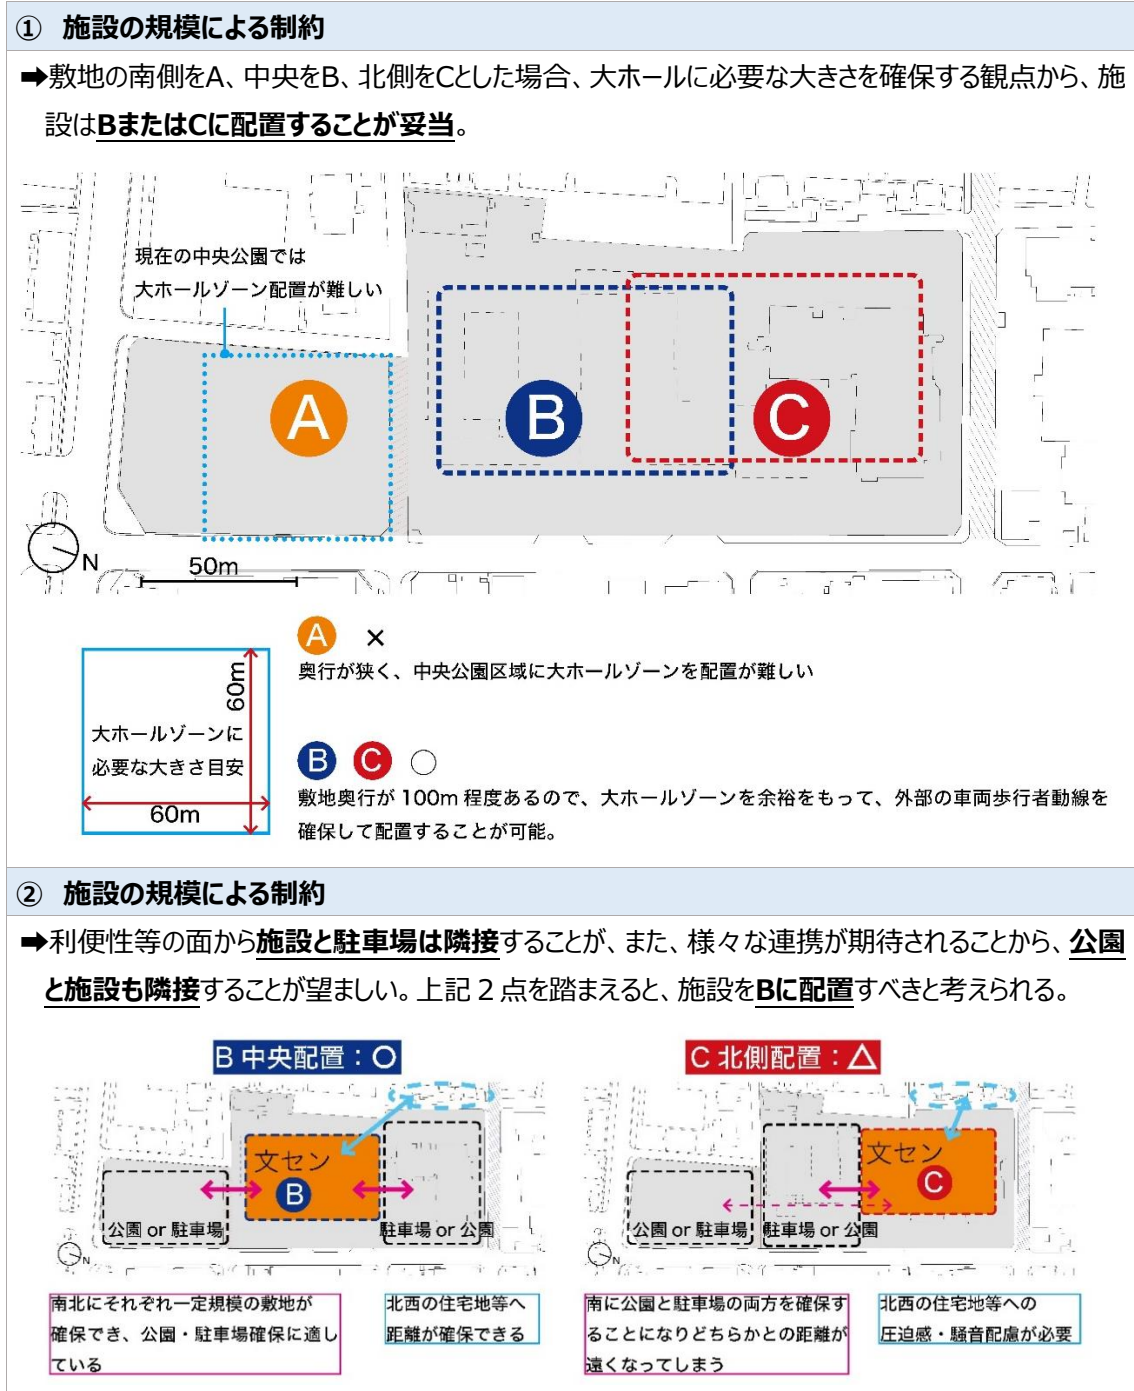 ① 施設の規模による制約
➡敷地の南側をA、中央をB、北側をCとした場合、大ホールに必要な大きさを確保する観点から、施
設はBまたはCに配置することが妥当。
現在の中央公園では
大ホールゾーン配置が難しい
A
B
C
N
50m
A ×
奥行が狭く、中央公園区域に大ホールゾーンを配置が難しい
60m
大ホールゾーンに
必要な大きさ目安
60m
B C ○
敷地奥行が 100m 程度あるので、大ホールゾーンを余裕をもって、外部の車両歩行者動線を
確保して配置することが可能。
② 施設の規模による制約
➡利便性等の面から施設と駐車場は隣接することが、また、様々な連携が期待されることから、公園
と施設も隣接することが望ましい。上記 2 点を踏まえると、施設をBに配置すべきと考えられる。
B 中央配置：○
文セン
B
公園 or 駐車場
駐車場 or 公園
N
南北にそれぞれ一定規模の敷地が
確保でき、公園・駐車場確保に適し
ている
北西の住宅地等へ
距離が確保できる
C 北側配置：△
文セン
C
公園 or 駐車場
駐車場 or 公園
N
南に公園と駐車場の両方を確保す
ることになりどちらかとの距離が
遠くなってしまう
北西の住宅地等への
圧迫感・騒音配慮が必要